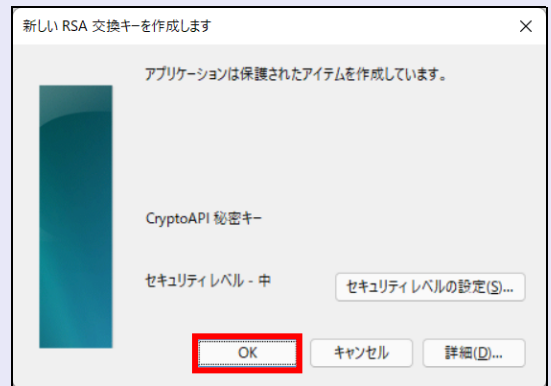 新しい RSA 交換キーを作成します
アプリケーションは保護されたアイテムを作成しています。
CryptoAPI 秘密キー
セキュリティ レベル - 中
セキュリティ レベルの設定(S)...
OK
キャンセル
詳細(D)...